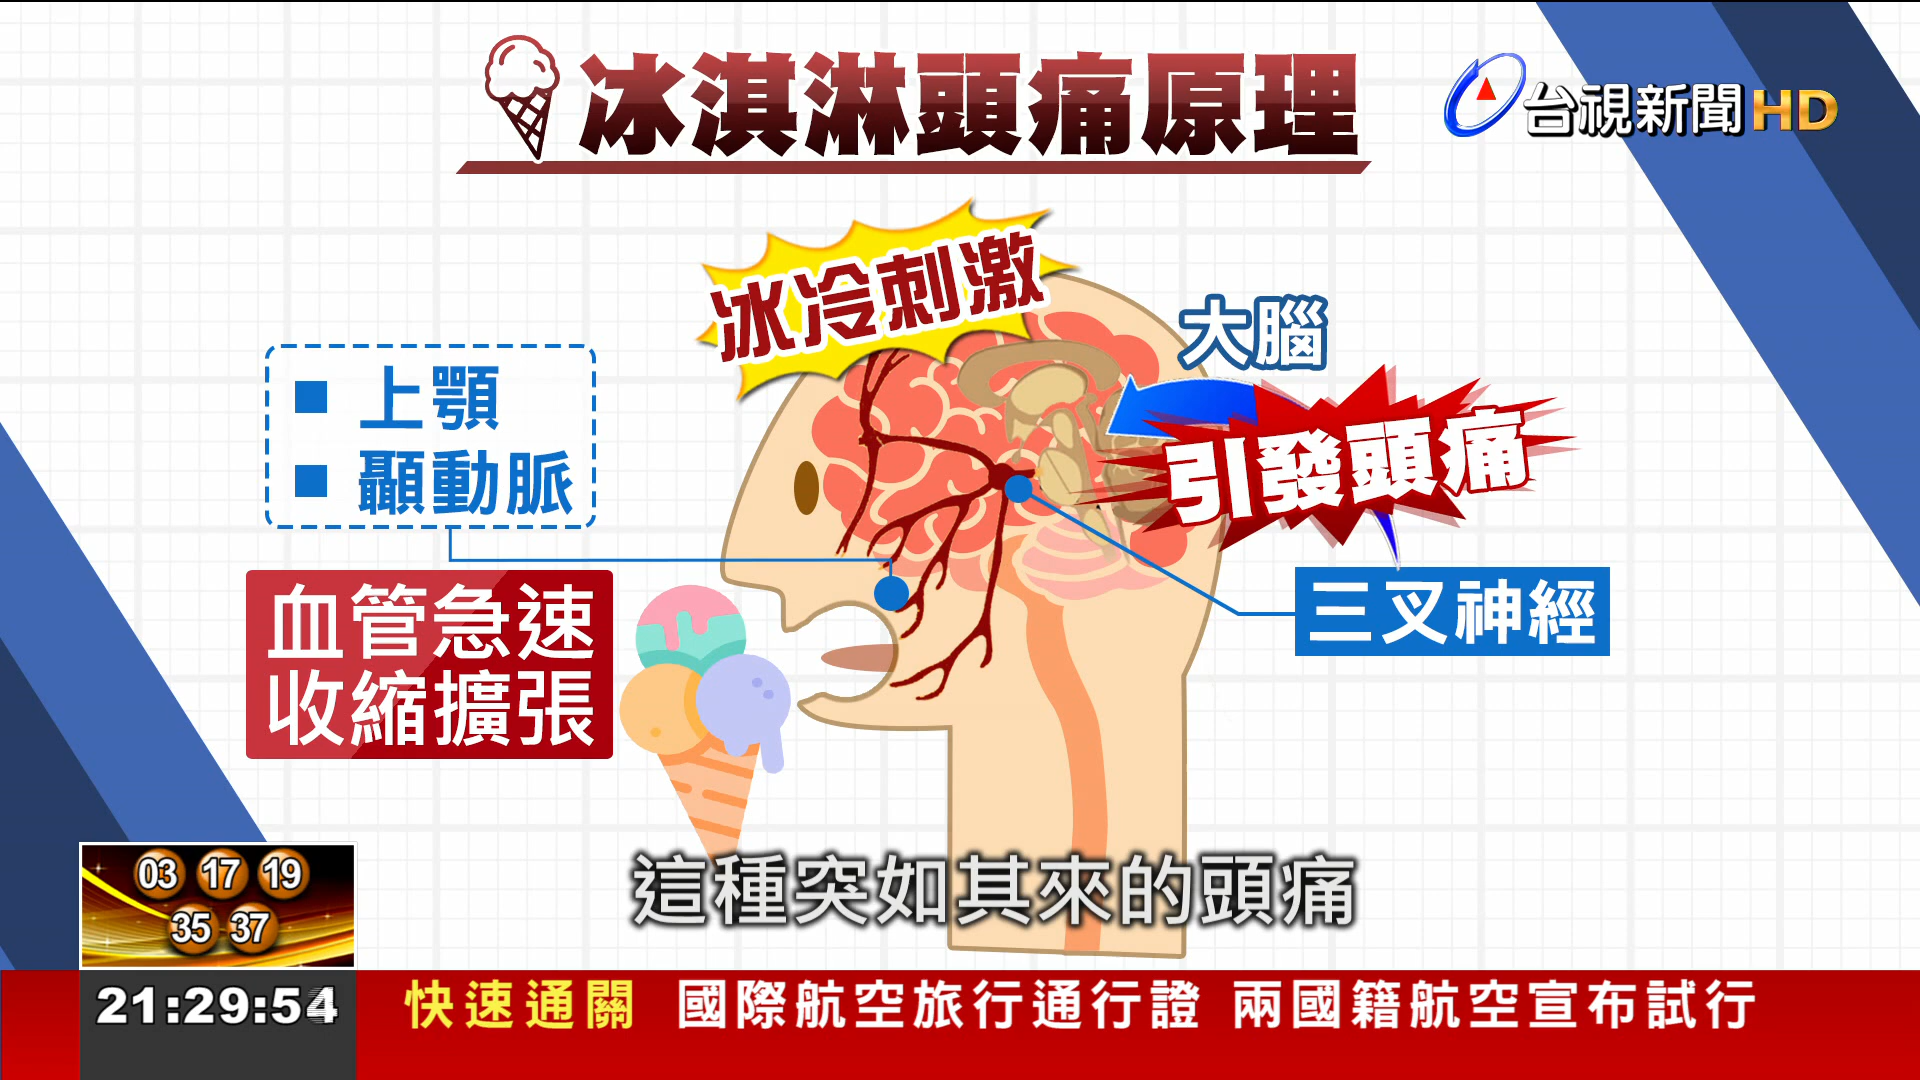 冰淇淋頭痛原理
台視新聞HD
冰冷刺激
大腦
上顎
顳動脈
引發頭痛
血管急速
收縮擴張
三叉神經
這種突如其來的頭痛
03 17 19
35 37
21:29:54
快速通關 國際航空旅行通行證 兩國籍航空宣布試行